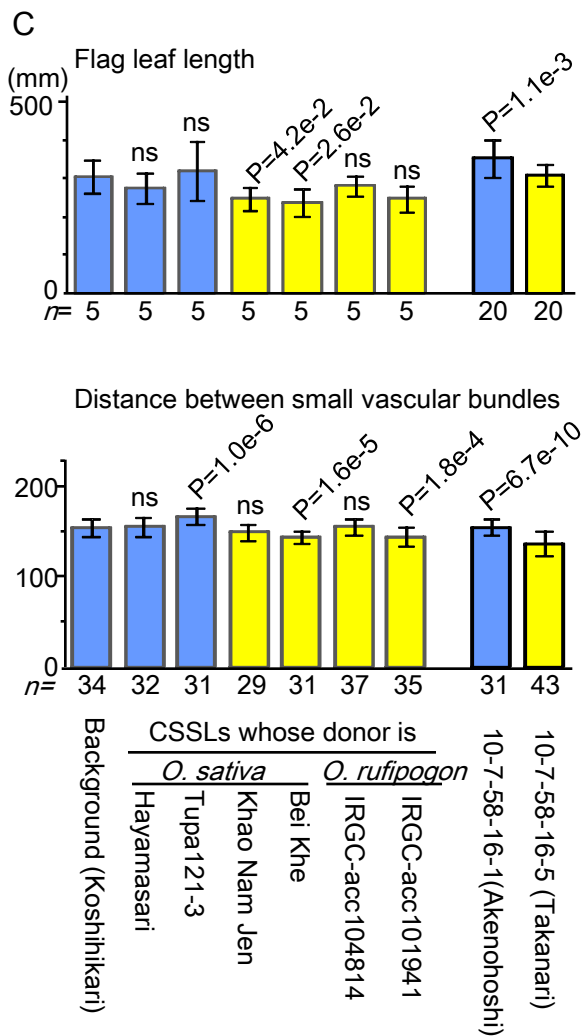 C
Flag leaf length
(mm)
500
0
ns
ns
P=4.2e-2
P=2.6e-2
ns
ns
P=1.1e-3
n= 5 5 5 5 5 5 5 20 20
Distance between small vascular bundles
200
100
0
ns
P=1.0e-6
ns
P=1.6e-5
ns
P=1.8e-4
P=6.7e-10
n= 34 32 31 29 31 37 35 31 43
CSSLs whose donor is
O. sativa O. rufipogon
Background (Koshihikari)
Hayamasari
Tupa121-3
Khao Nam Jen
Bei Khe
IRGC-acc104814
IRGC-acc101941
10-7-58-16-1(Akenohoshi)
10-7-58-16-5 (Takanari)